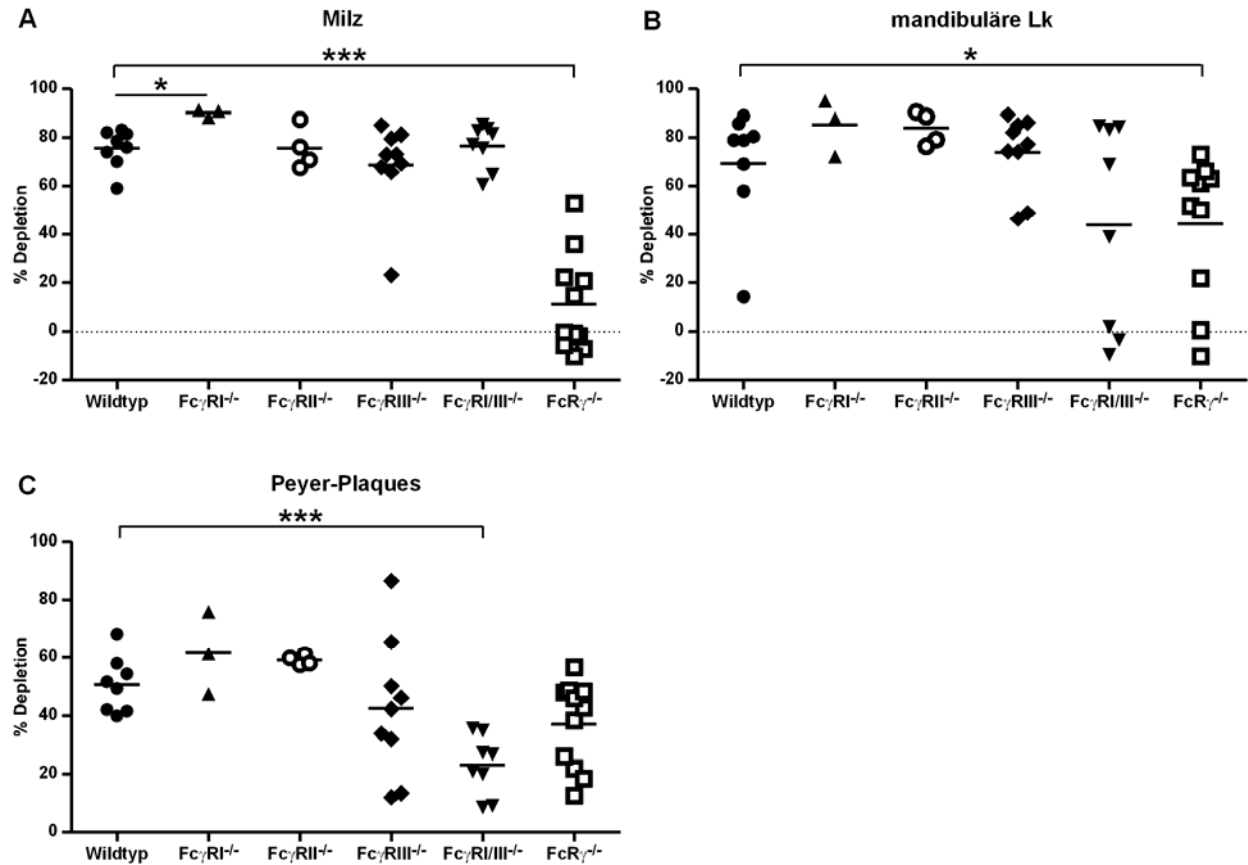 A
Milz
***
*
% Depletion
100
80
60
40
20
0
-20
Wildtyp FcγRI-/- FcγRII-/- FcγRIII-/- FcγRI/III-/- FcRγ-/-
B
mandibuläre Lk
*
% Depletion
100
80
60
40
20
0
-20
Wildtyp FcγRI-/- FcγRII-/- FcγRIII-/- FcγRI/III-/- FcRγ-/-
C
Peyer-Plaques
***
% Depletion
100
80
60
40
20
0
Wildtyp FcγRI-/- FcγRII-/- FcγRIII-/- FcγRI/III-/- FcRγ-/-